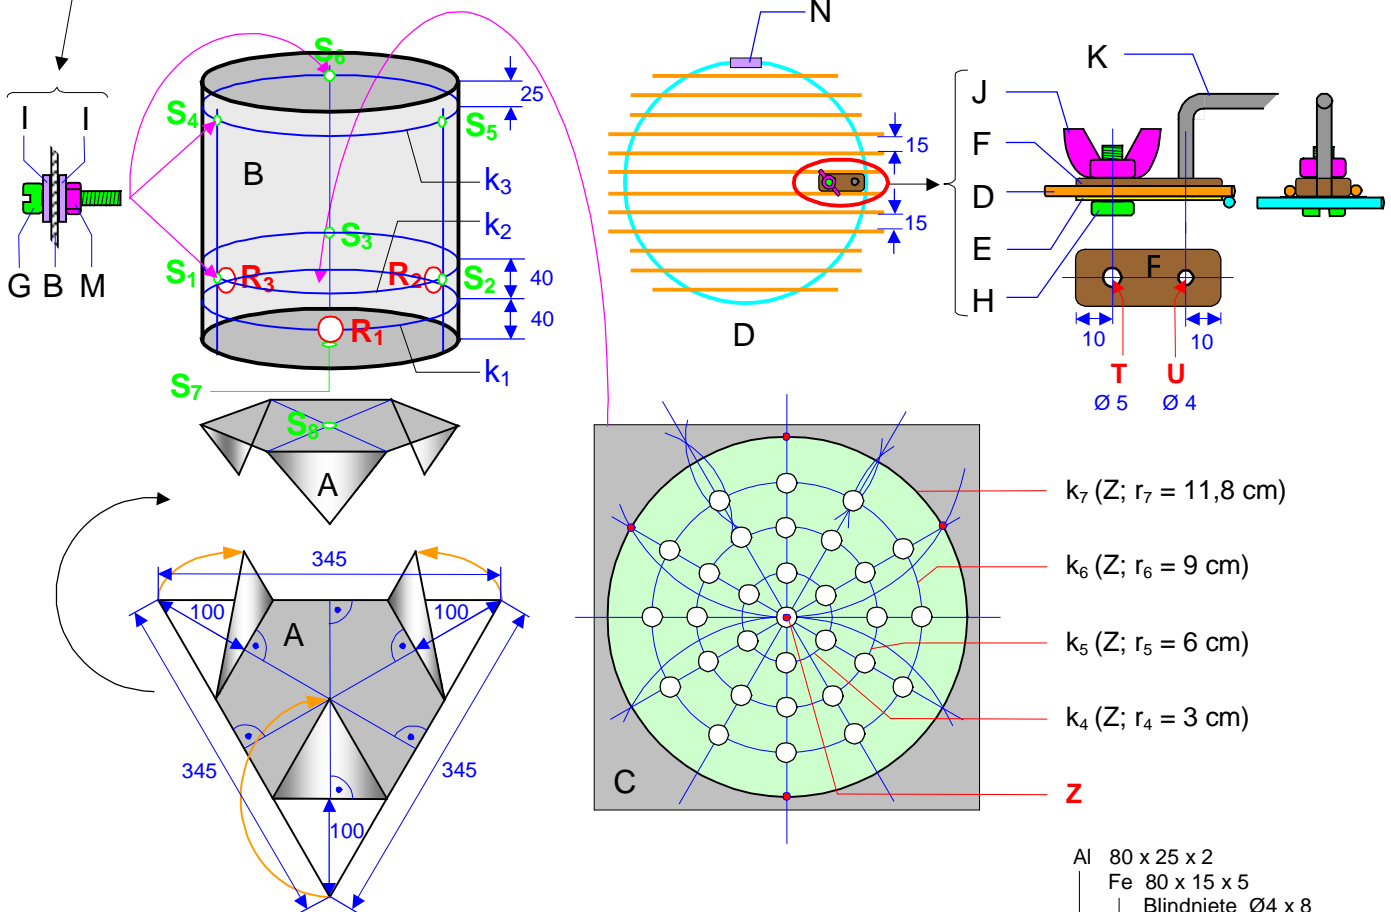 N
S₆
25
S₄
S₅
B
k₃
k₂
S₃
S₁
R₃
R₂
S₂
40
40
R₁
k₁
S₇
S₈
A
I I
G B M
15
15
D
K
J
F
D
E
H
F
10
10
T
U
Ø 5
Ø 4
345
100
100
A
345
345
100
C
k₇ (Z; r₇ = 11,8 cm)
k₆ (Z; r₆ = 9 cm)
k₅ (Z; r₅ = 6 cm)
k₄ (Z; r₄ = 3 cm)
Z
Al 80 x 25 x 2
Fe 80 x 15 x 5
Blindniete Ø4 x 8